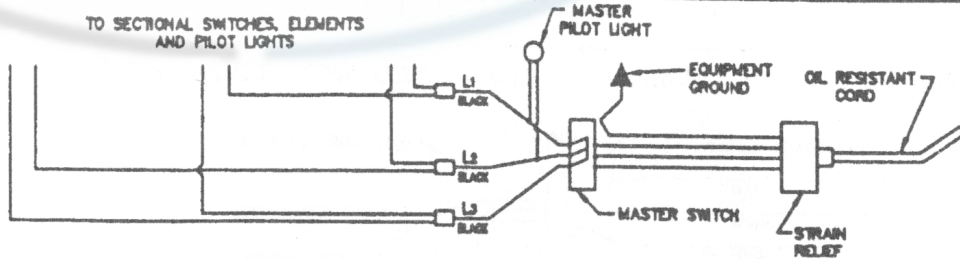 TO SECTIONAL SWITCHES, ELEMENTS
AND PILOT LIGHTS
MASTER
PILOT LIGHT
EQUIPMENT
GROUND
OIL RESISTANT
CORD
L1
BLACK
L2
BLACK
L3
BLACK
MASTER SWITCH
STRAIN
RELIEF